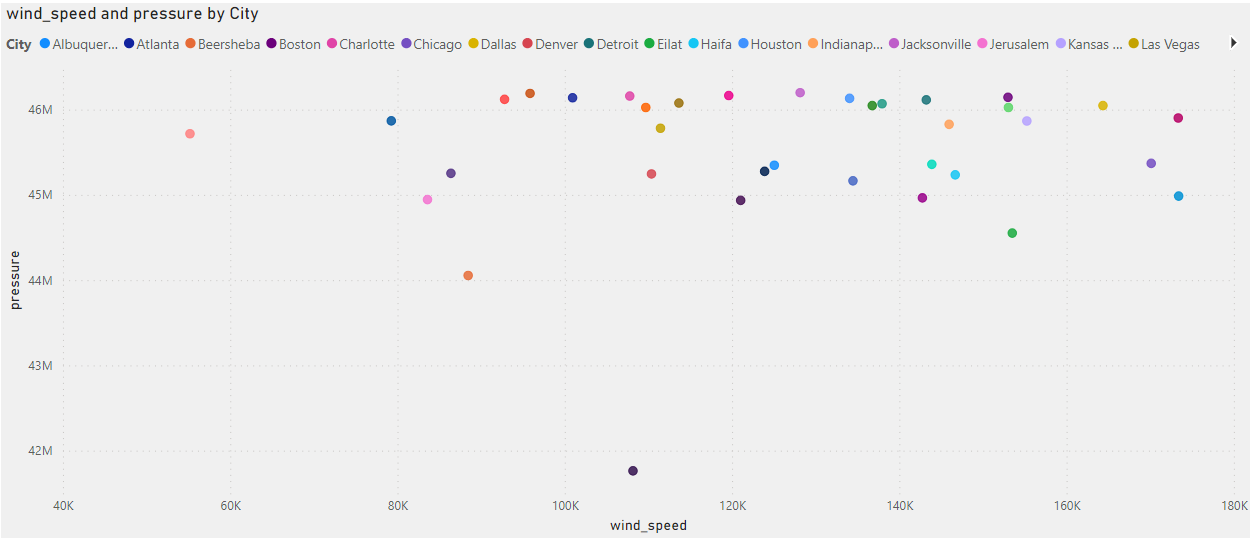 wind_speed and pressure by City
City Albuquer... Atlanta Beersheba Boston Charlotte Chicago Dallas Denver Detroit Eilat Haifa Houston Indianap... Jacksonville Jerusalem Kansas ... Las Vegas
46M
45M
44M
43M
42M
pressure
40K 60K 80K 100K 120K 140K 160K 180K
wind_speed